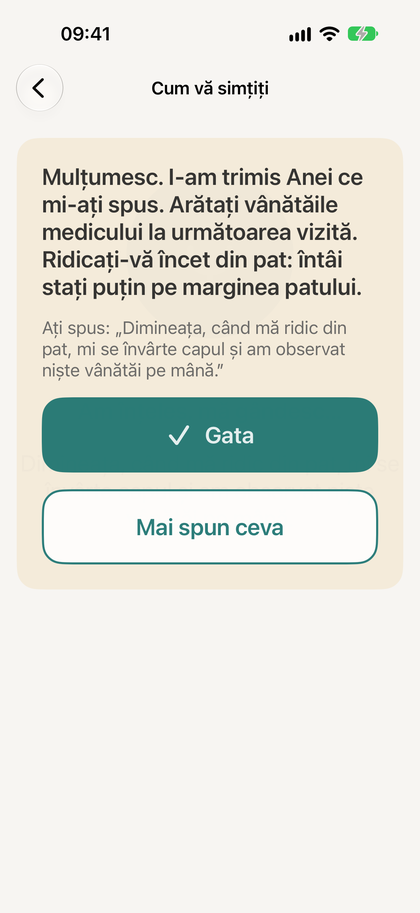 09:41
Cum vă simțiți
Mulțumesc. I-am trimis Anei ce
mi-ați spus. Arătați vânătăile
medicului la următoarea vizită.
Ridicați-vă încet din pat: întâi
stați puțin pe marginea patului.
Ați spus: „Dimineața, când mă ridic din
pat, mi se învârte capul și am observat
niște vânătăi pe mână.”
Gata
Mai spun ceva